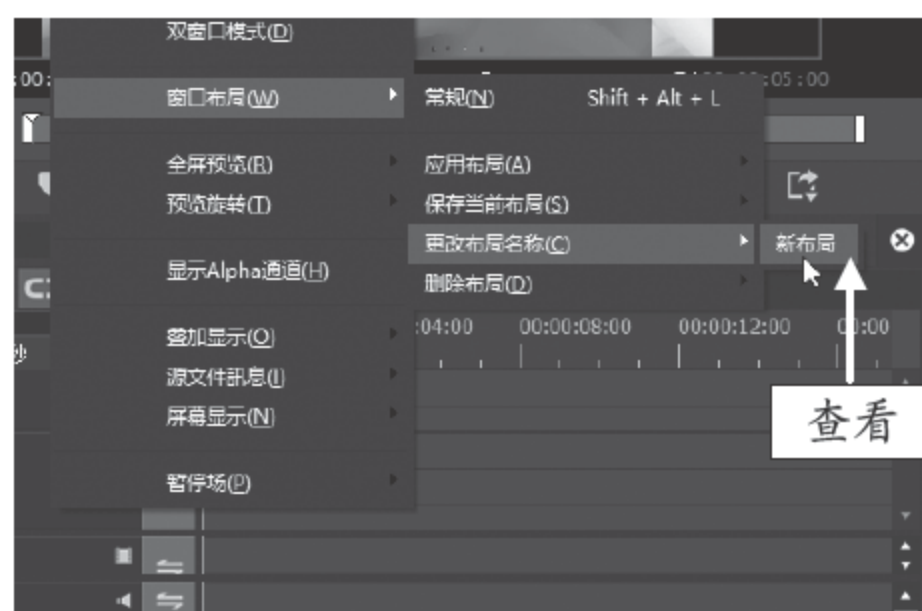 双窗口模式(D)
窗口布局(W)
全屏预览(R)
预览旋转(T)
显示Alpha通道(H)
叠加显示(O)
源文件訊息(I)
屏幕显示(N)
暂停场(P)
常规(N) Shift + Alt + L
应用布局(A)
保存当前布局(S)
更改布局名称(C)
删除布局(D)
新布局
:05:00
:00:
:04:00 00:00:08:00 00:00:12:00 00:00
查看